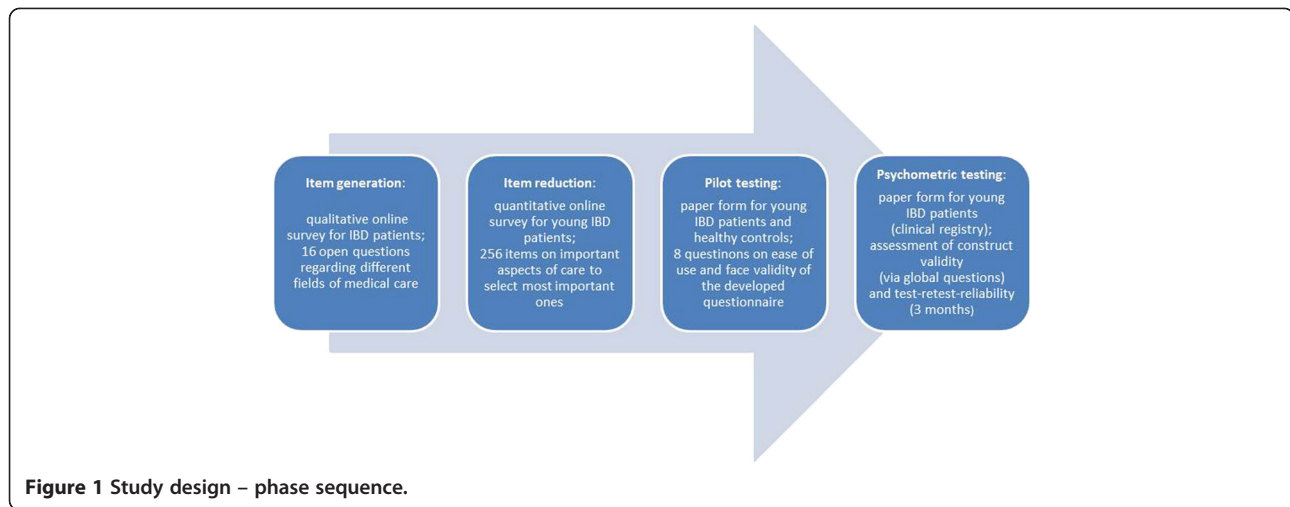 Item generation:
qualitative online
survey for IBD patients;
16 open questions
regarding different
fields of medical care
Item reduction:
quantitative online
survey for young IBD
patients;
256 items on important
aspects of care to
select most important
ones
Pilot testing:
paper form for young
IBD patients and
healthy controls;
8 questinons on ease of
use and face validity of
the developed
questionnaire
Psychometric testing:
paper form for young
IBD patients
(clinical registry);
assessment of construct
validity
(via global questions)
and test-retest-reliability
(3 months)
Figure 1 Study design – phase sequence.